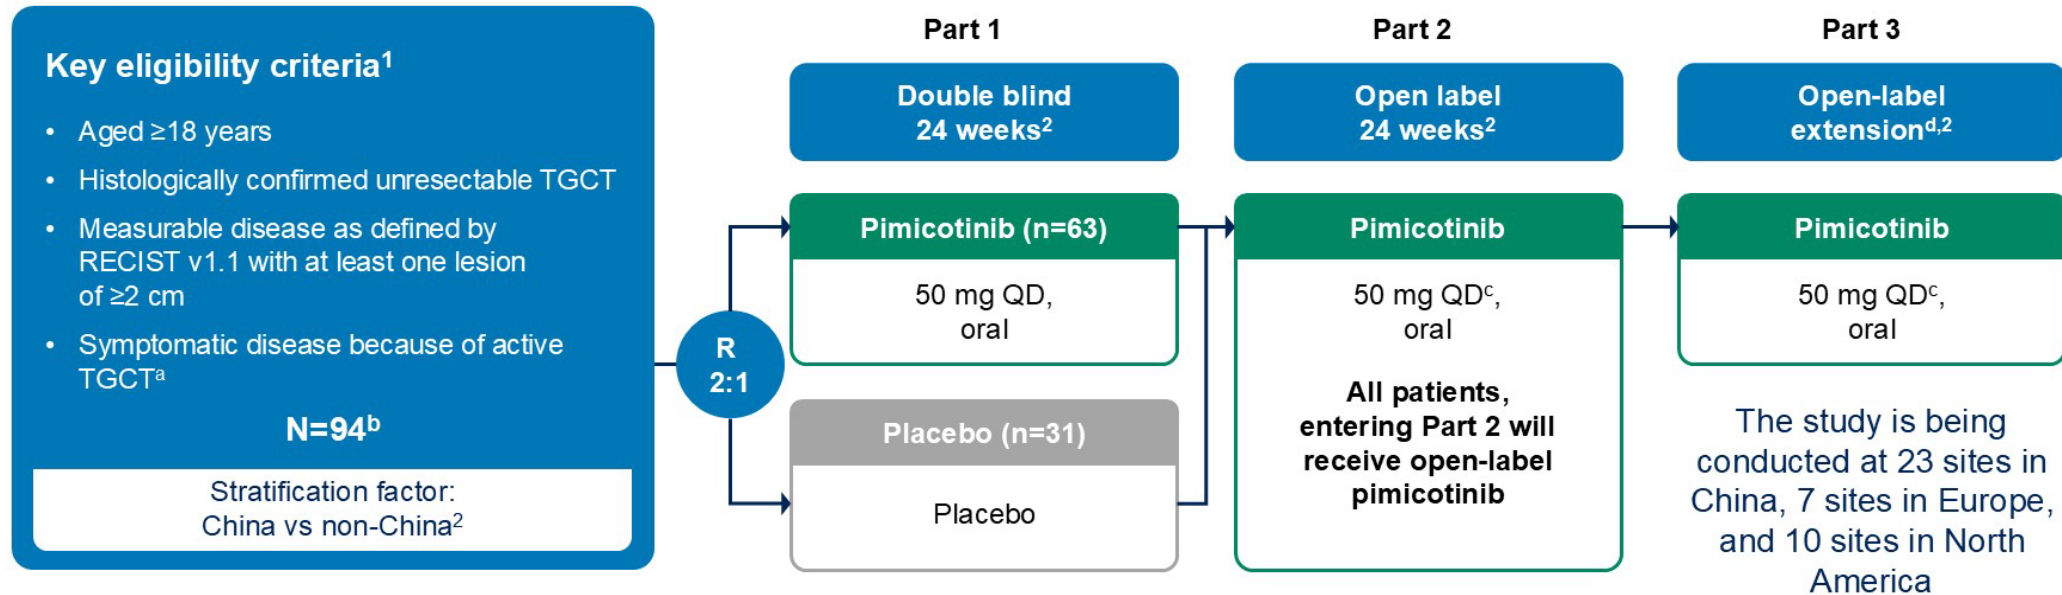 Key eligibility criteria¹
• Aged ≥18 years
• Histologically confirmed unresectable TGCT
• Measurable disease as defined by
RECIST v1.1 with at least one lesion
of ≥2 cm
• Symptomatic disease because of active
TGCTᵃ
N=94ᵇ
Stratification factor:
China vs non-China²
R
2:1
Part 1
Double blind
24 weeks²
Pimicotinib (n=63)
50 mg QD,
oral
Placebo (n=31)
Placebo
Part 2
Open label
24 weeks²
Pimicotinib
50 mg QDᶜ,
oral
All patients,
entering Part 2 will
receive open-label
pimicotinib
Part 3
Open-label
extensionᵈ,²
Pimicotinib
50 mg QDᶜ,
oral
The study is being
conducted at 23 sites in
China, 7 sites in Europe,
and 10 sites in North
America